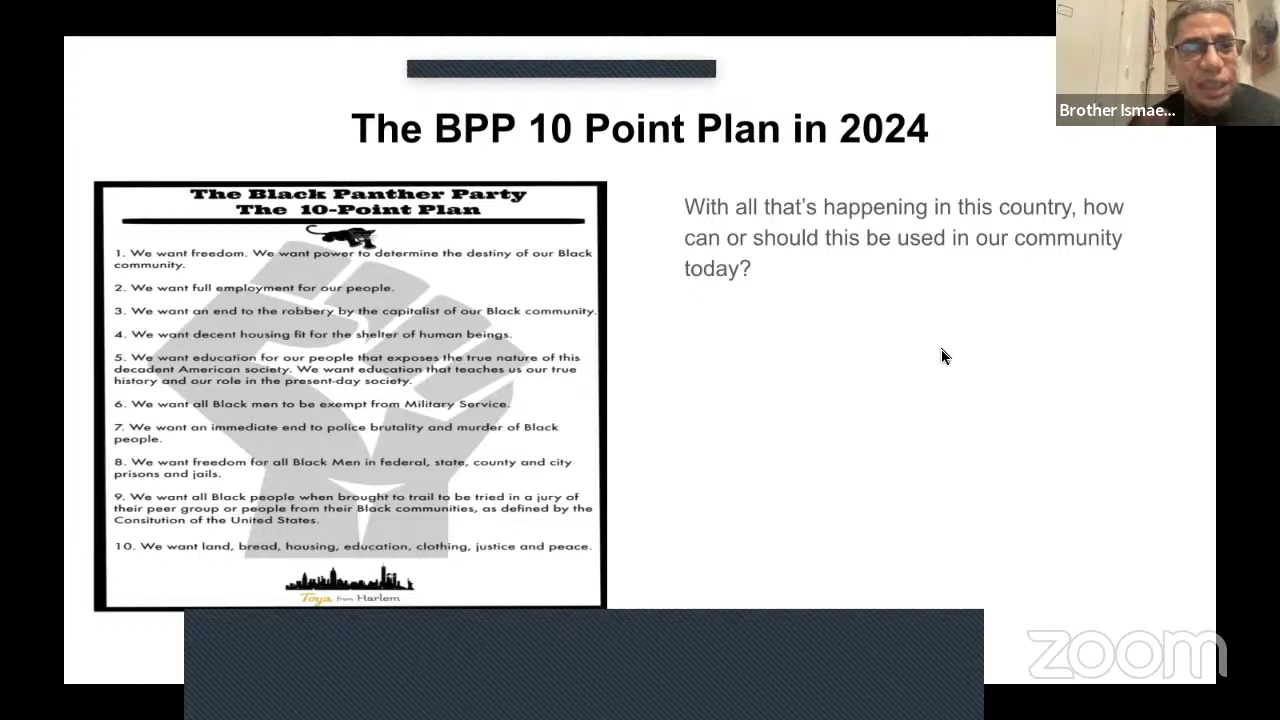 Brother Ismae...
The BPP 10 Point Plan in 2024
The Black Panther Party
The 10-Point Plan
1. We want freedom. We want power to determine the destiny of our Black
community.
2. We want full employment for our people.
3. We want an end to the robbery by the capitalist of our Black community.
4. We want decent housing fit for the shelter of human beings.
5. We want education for our people that exposes the true nature of this
decadent American society. We want education that teaches us our true
history and our role in the present-day society.
6. We want all Black men to be exempt from Military Service.
7. We want an immediate end to police brutality and murder of Black
people.
8. We want freedom for all Black Men in federal, state, county and city
prisons and jails.
9. We want all Black people when brought to trail to be tried in a jury of
their peer group or people from their Black communities, as defined by the
Consitution of the United States.
10. We want land, bread, housing, education, clothing, justice and peace.
Toya from Harlem
With all that's happening in this country, how
can or should this be used in our community
today?
zoom